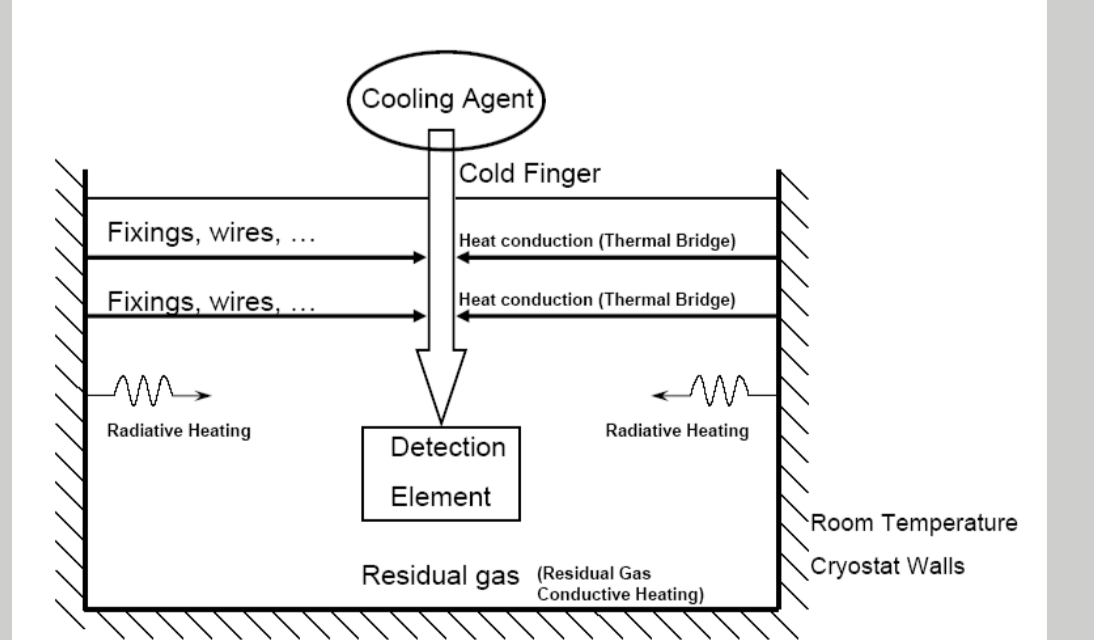 Cooling Agent
Cold Finger
Fixings, wires, ...
Heat conduction (Thermal Bridge)
Fixings, wires, ...
Heat conduction (Thermal Bridge)
Radiative Heating
Radiative Heating
Detection
Element
Room Temperature
Cryostat Walls
Residual gas
(Residual Gas
Conductive Heating)